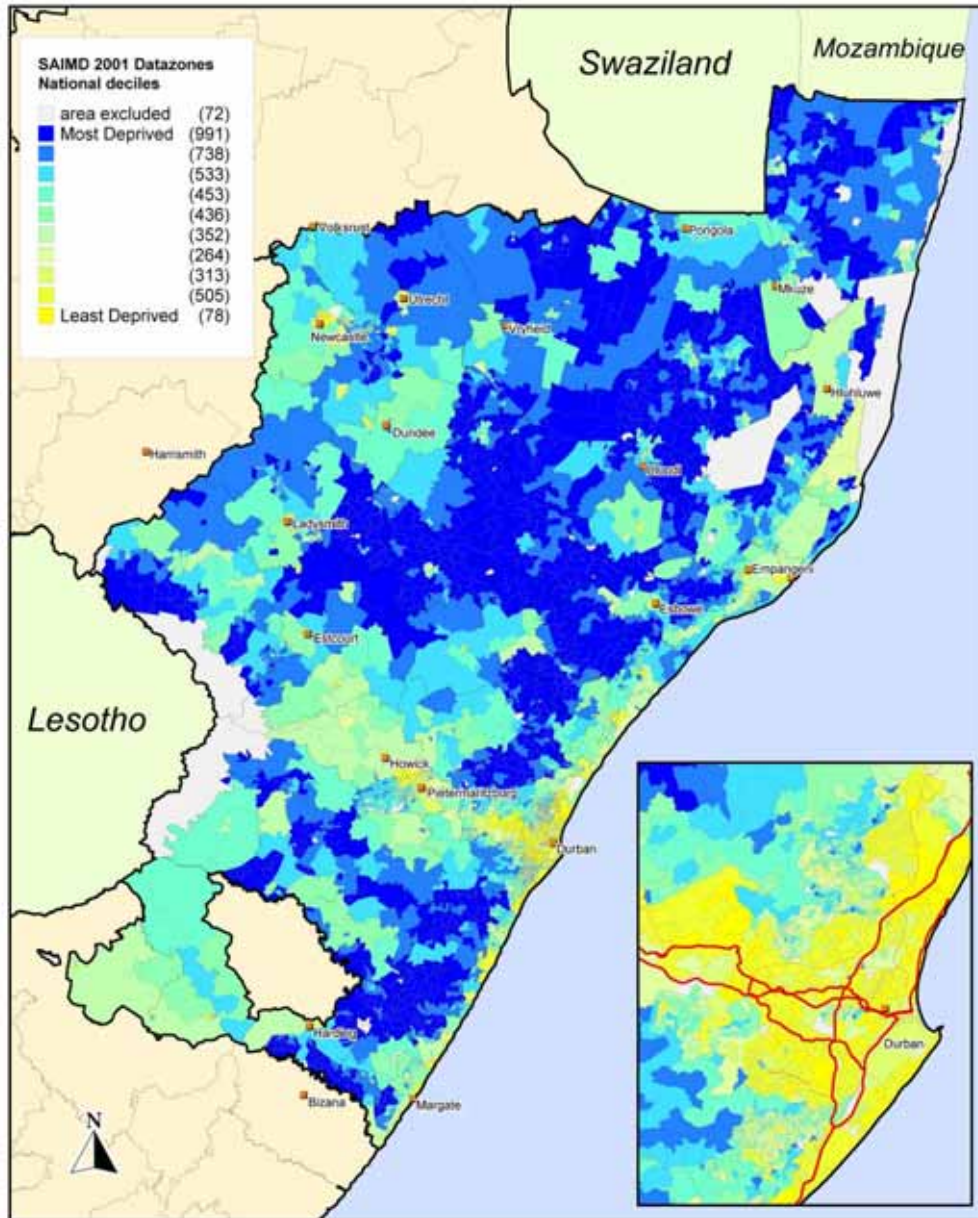 SAIMD 2001 Datazones
National deciles
area excluded (72)
Most Deprived (991)
(738)
(533)
(453)
(436)
(352)
(264)
(313)
(505)
Least Deprived (78)
Swaziland
Mozambique
Volksrust
Pongola
Utrecht
Mkuze
Newcastle
Vryheid
Hluhluwe
Dundee
Harrismith
Ulundi
Ladysmith
Empangeni
Eshowe
Estcourt
Lesotho
Howick
Pietermaritzburg
Durban
Harding
Bizana
Margate
N
Durban